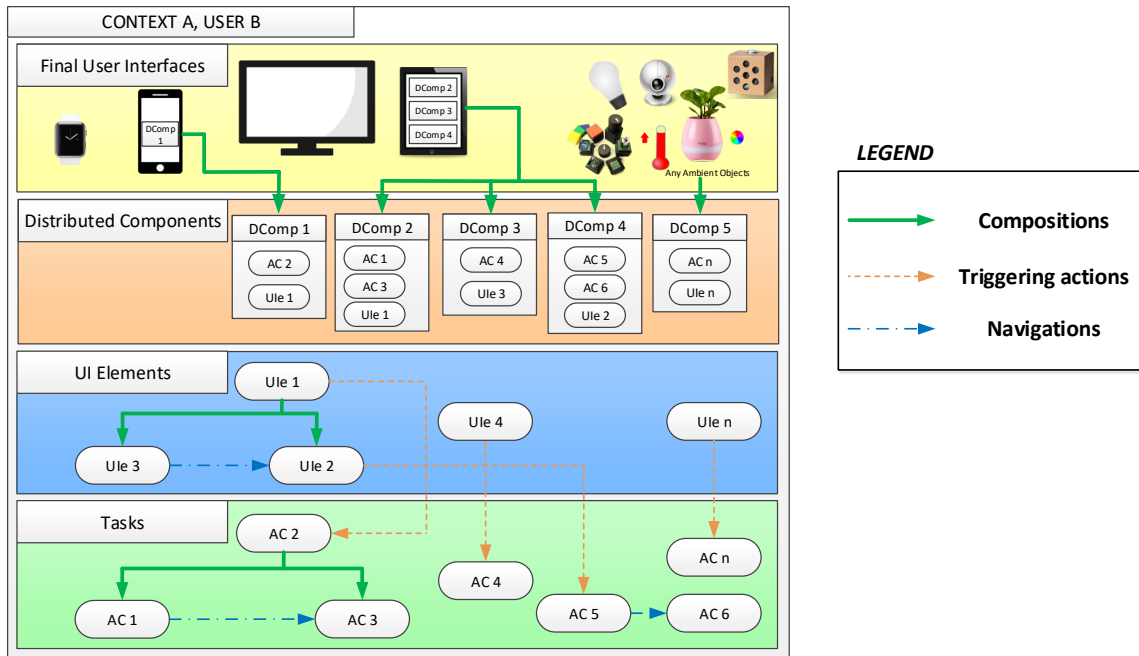 CONTEXT A, USER B
Final User Interfaces
DComp
1
DComp 2
DComp 3
DComp 4
Any Ambient Objects
Distributed Components
DComp 1
AC 2
UIe 1
DComp 2
AC 1
AC 3
UIe 1
DComp 3
AC 4
UIe 3
DComp 4
AC 5
AC 6
UIe 2
DComp 5
AC n
UIe n
UI Elements
UIe 1
UIe 4
UIe n
UIe 3
UIe 2
Tasks
AC 2
AC n
AC 4
AC 1
AC 3
AC 5
AC 6
LEGEND
Compositions
Triggering actions
Navigations